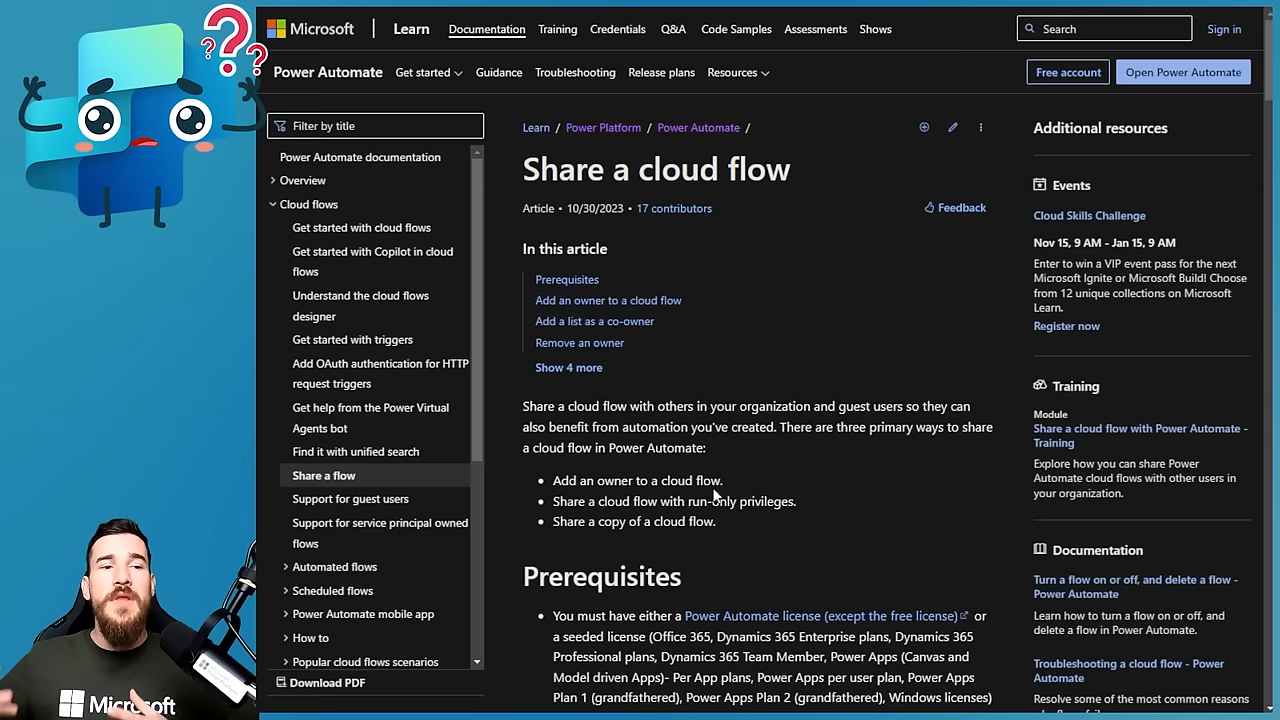 ???
Microsoft
Learn
Documentation
Training
Credentials
Q&A
Code Samples
Assessments
Shows
Search
Sign in
Power Automate
Get started
Guidance
Troubleshooting
Release plans
Resources
Free account
Open Power Automate
Filter by title
Power Automate documentation
Overview
Cloud flows
Get started with cloud flows
Get started with Copilot in cloud
flows
Understand the cloud flows
designer
Get started with triggers
Add OAuth authentication for HTTP
request triggers
Get help from the Power Virtual
Agents bot
Find it with unified search
Share a flow
Support for guest users
Support for service principal owned
flows
Automated flows
Scheduled flows
Power Automate mobile app
How to
Popular cloud flows scenarios
Download PDF
Learn / Power Platform / Power Automate /
Share a cloud flow
Article • 10/30/2023 • 17 contributors
Feedback
In this article
Prerequisites
Add an owner to a cloud flow
Add a list as a co-owner
Remove an owner
Show 4 more
Share a cloud flow with others in your organization and guest users so they can
also benefit from automation you've created. There are three primary ways to share
a cloud flow in Power Automate:
• Add an owner to a cloud flow.
• Share a cloud flow with run-only privileges.
• Share a copy of a cloud flow.
Prerequisites
• You must have either a Power Automate license (except the free license) or
a seeded license (Office 365, Dynamics 365 Enterprise plans, Dynamics 365
Professional plans, Dynamics 365 Team Member, Power Apps (Canvas and
Model driven Apps)- Per App plans, Power Apps per user plan, Power Apps
Plan 1 (grandfathered), Power Apps Plan 2 (grandfathered), Windows licenses)
Additional resources
Events
Cloud Skills Challenge
Nov 15, 9 AM - Jan 15, 9 AM
Enter to win a VIP event pass for the next
Microsoft Ignite or Microsoft Build! Choose
from 12 unique collections on Microsoft
Learn.
Register now
Training
Module
Share a cloud flow with Power Automate -
Training
Explore how you can share Power
Automate cloud flows with other users in
your organization.
Documentation
Turn a flow on or off, and delete a flow -
Power Automate
Learn how to turn a flow on or off, and
delete a flow in Power Automate.
Troubleshooting a cloud flow - Power
Automate
Resolve some of the most common reasons
Microsoft